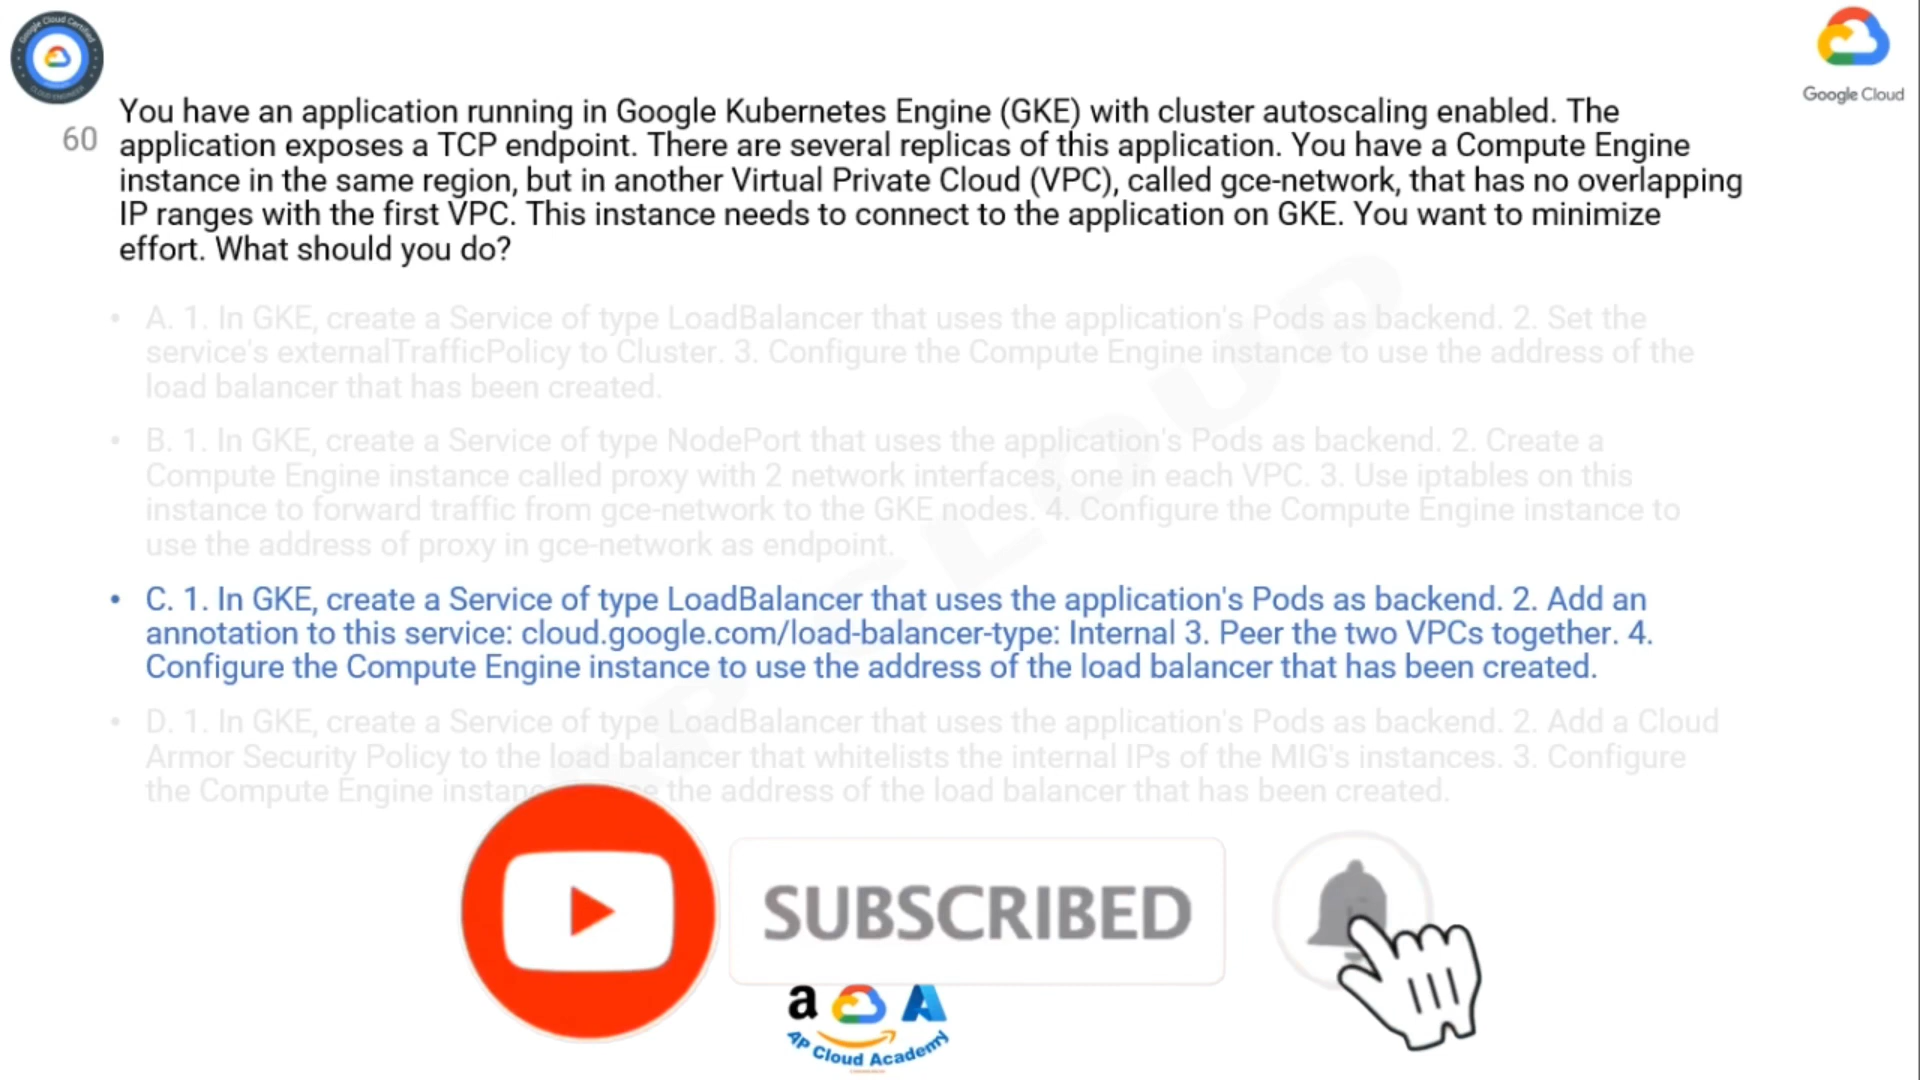 Google Cloud Certified
CLOUD ENGINEER
Google Cloud
60
You have an application running in Google Kubernetes Engine (GKE) with cluster autoscaling enabled. The
application exposes a TCP endpoint. There are several replicas of this application. You have a Compute Engine
instance in the same region, but in another Virtual Private Cloud (VPC), called gce-network, that has no overlapping
IP ranges with the first VPC. This instance needs to connect to the application on GKE. You want to minimize
effort. What should you do?
• A. 1. In GKE, create a Service of type LoadBalancer that uses the application's Pods as backend. 2. Set the
service's externalTrafficPolicy to Cluster. 3. Configure the Compute Engine instance to use the address of the
load balancer that has been created.
• B. 1. In GKE, create a Service of type NodePort that uses the application's Pods as backend. 2. Create a
Compute Engine instance called proxy with 2 network interfaces, one in each VPC. 3. Use iptables on this
instance to forward traffic from gce-network to the GKE nodes. 4. Configure the Compute Engine instance to
use the address of proxy in gce-network as endpoint.
• C. 1. In GKE, create a Service of type LoadBalancer that uses the application's Pods as backend. 2. Add an
annotation to this service: cloud.google.com/load-balancer-type: Internal 3. Peer the two VPCs together. 4.
Configure the Compute Engine instance to use the address of the load balancer that has been created.
• D. 1. In GKE, create a Service of type LoadBalancer that uses the application's Pods as backend. 2. Add a Cloud
Armor Security Policy to the load balancer that whitelists the internal IPs of the MIG's instances. 3. Configure
the Compute Engine the address of the load balancer that has been created.
AP CLOUD
SUBSCRIBED
a
AP Cloud Academy